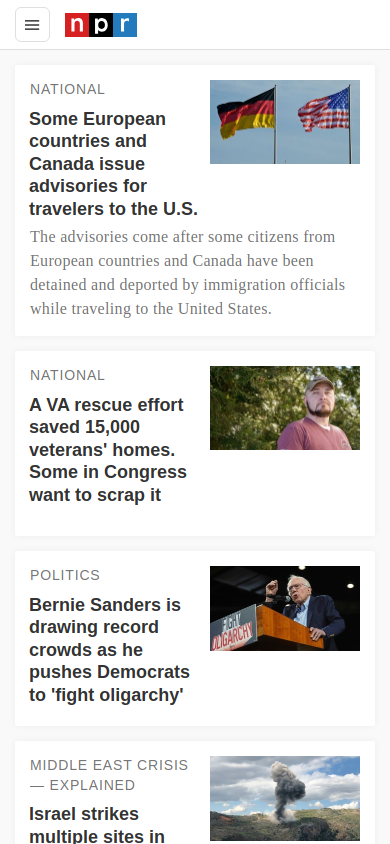 npr
NATIONAL
Some European
countries and
Canada issue
advisories for
travelers to the U.S.
The advisories come after some citizens from
European countries and Canada have been
detained and deported by immigration officials
while traveling to the United States.
NATIONAL
A VA rescue effort
saved 15,000
veterans' homes.
Some in Congress
want to scrap it
POLITICS
Bernie Sanders is
drawing record
crowds as he
pushes Democrats
to 'fight oligarchy'
FIGHT
OLIGARCHY
MIDDLE EAST CRISIS
— EXPLAINED
Israel strikes
multiple sites in